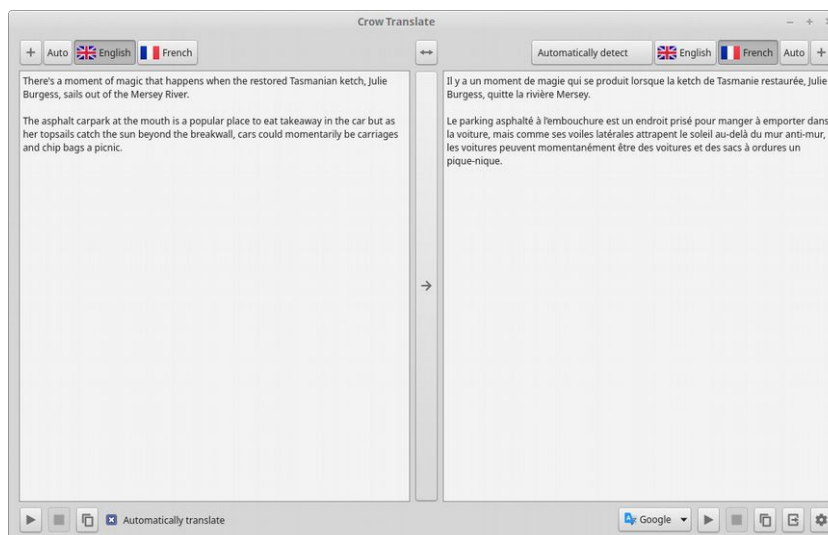 Crow Translate
Auto
English
French
Automatically detect
English
French
Auto
There's a moment of magic that happens when the restored Tasmanian ketch, Julie
Burgess, sails out of the Mersey River.
The asphalt carpark at the mouth is a popular place to eat takeaway in the car but as
her topsails catch the sun beyond the breakwall, cars could momentarily be carriages
and chip bags a picnic.
Il y a un moment de magie qui se produit lorsque la ketch de Tasmanie restaurée, Julie
Burgess, quitte la rivière Mersey.
Le parking asphalté à l'embouchure est un endroit prisé pour manger à emporter dans
la voiture, mais comme ses voiles latérales attrapent le soleil au-delà du mur anti-mur,
les voitures peuvent momentanément être des voitures et des sacs à ordures un
pique-nique.
Automatically translate
Google